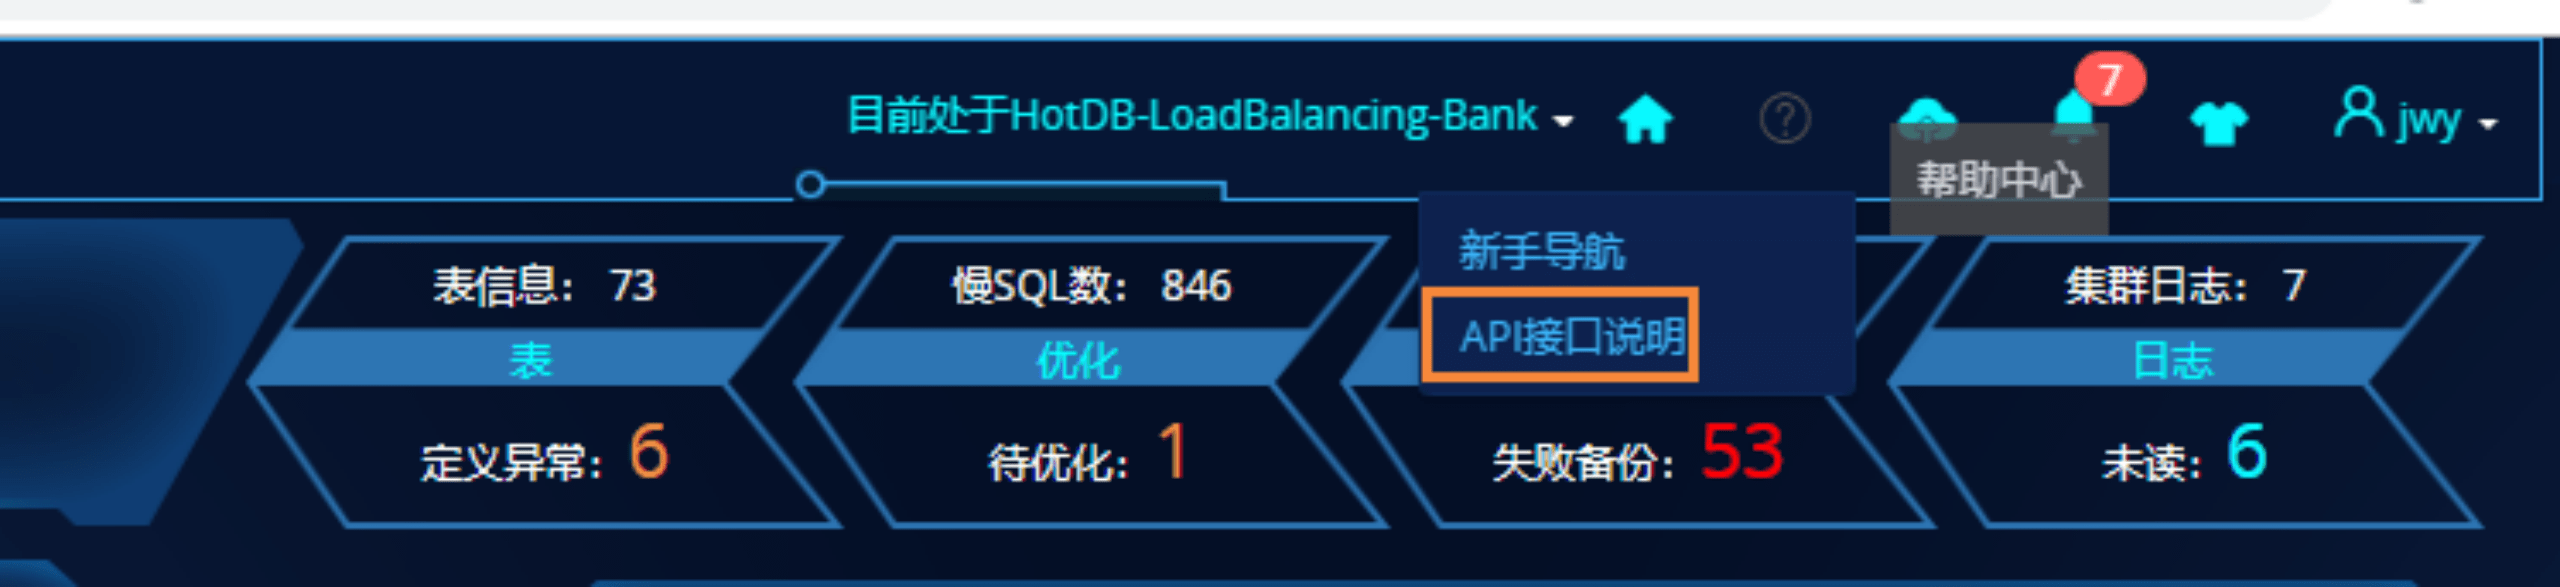 7
目前处于HotDB-LoadBalancing-Bank
?
jwy
帮助中心
新手导航
API接口说明
表信息： 73
慢SQL数： 846
集群日志： 7
表
优化
日志
定义异常： 6
待优化： 1
失败备份： 53
未读： 6